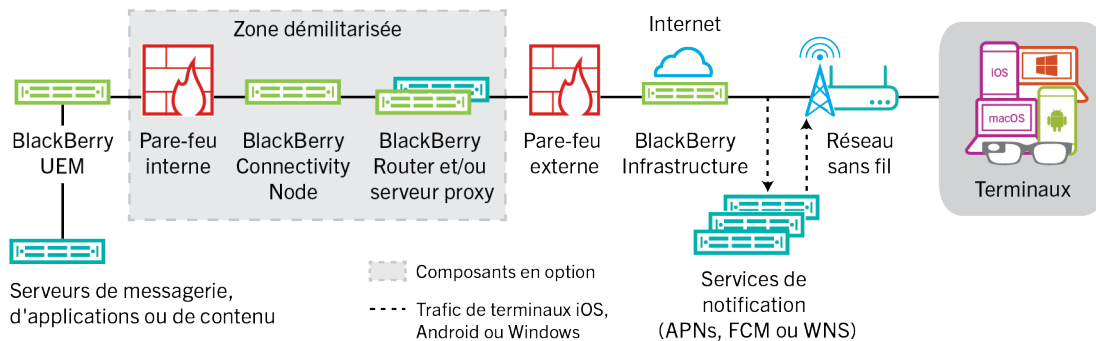 Zone démilitarisée
Internet
iOS
macOS
BlackBerry
UEM
Pare-feu
interne
BlackBerry
Connectivity
Node
BlackBerry
Router et/ou
serveur proxy
Pare-feu
externe
BlackBerry
Infrastructure
Réseau
sans fil
Terminaux
Serveurs de messagerie,
d'applications ou de contenu
Composants en option
Trafic de terminaux iOS,
Android ou Windows
Services de
notification
(APNs, FCM ou WNS)